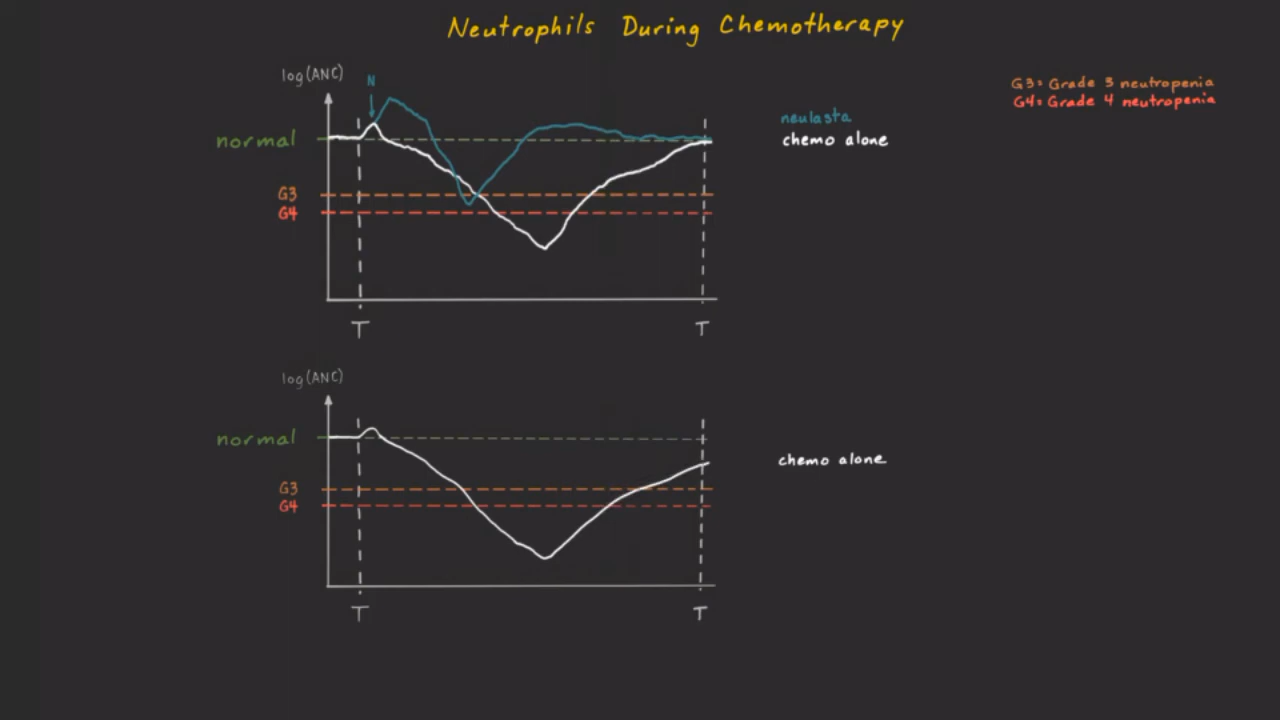 Neutrophils During Chemotherapy
log(ANC)
N
G3= Grade 3 neutropenia
G4= Grade 4 neutropenia
neulasta
normal
chemo alone
G3
G4
T T
log(ANC)
normal
chemo alone
G3
G4
T T